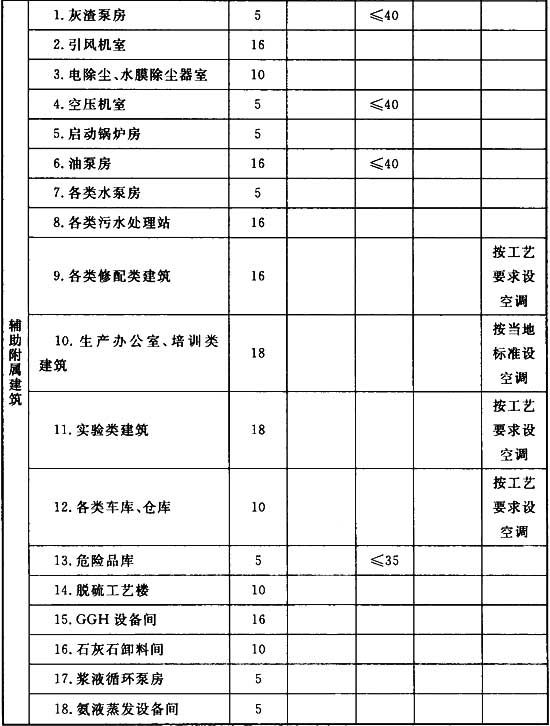 辅助附属建筑
1.灰渣泵房 5 ≤40
2.引风机室 16
3.电除尘、水膜除尘器室 10
4.空压机室 5 ≤40
5.启动锅炉房 5
6.油泵房 16 ≤40
7.各类水泵房 5
8.各类污水处理站 16
9.各类修配类建筑 16 按工艺
要求设
空调
10.生产办公室、培训类
建筑 18 按当地
标准设
空调
11.实验类建筑 18 按工艺
要求设
空调
12.各类车库、仓库 10 按工艺
要求设
空调
13.危险品库 5 ≤35
14.脱硫工艺楼 10
15.GGH设备间 16
16.石灰石卸料间 10
17.浆液循环泵房 5
18.氨液蒸发设备间 5